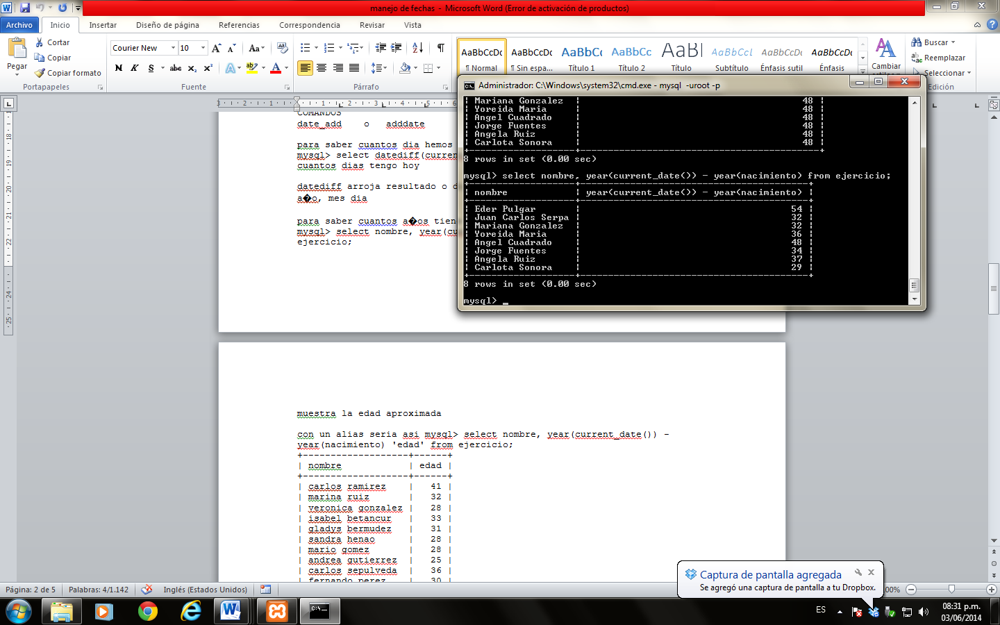 manejo de fechas - Microsoft Word (Error de activación de productos)
Archivo Inicio Insertar Diseño de página Referencias Correspondencia Revisar Vista
Pegar
Cortar
Copiar
Copiar formato
Portapapeles
Courier New 10
N K S abc x₂ x²
Fuente
Párrafo
AaBbCcDc AaBbCcDc AaBbCc AaBbCc AaBbCcL AaBbCcDc AaBbCcDc
¶ Normal ¶ Sin espa... Título 1 Título 2 Título Subtítulo Énfasis sutil Énfasis
Cambiar
Buscar
Reemplazar
Seleccionar
Edición
COMANDOS
date_add o adddate
para saber cuantos dia hemos
mysql> select datediff(curren
cuantos dias tengo hoy
datediff arroja resultado o d
a�o, mes dia
para saber cuantos a�os tien
mysql> select nombre, year(cu
ejercicio;
Administrador: C:\Windows\system32\cmd.exe - mysql -uroot -p
| Mariana Gonzalez | 48 |
| Yoreida Maria | 48 |
| Angel Cuadrado | 48 |
| Jorge Fuentes | 48 |
| Angela Ruiz | 48 |
| Carlota Sonora | 48 |
8 rows in set (0.00 sec)
mysql> select nombre, year(current_date()) - year(nacimiento) from ejercicio;
| nombre | year(current_date()) - year(nacimiento) |
| Eder Pulgar | 54 |
| Juan Carlos Serpa | 32 |
| Mariana Gonzalez | 32 |
| Yoreida Maria | 36 |
| Angel Cuadrado | 48 |
| Jorge Fuentes | 34 |
| Angela Ruiz | 37 |
| Carlota Sonora | 29 |
8 rows in set (0.00 sec)
mysql> _
muestra la edad aproximada
con un alias seria asi mysql> select nombre, year(current_date()) -
year(nacimiento) 'edad' from ejercicio;
+-------------------+------+
| nombre | edad |
+-------------------+------+
| carlos ramirez | 41 |
| marina ruiz | 32 |
| veronica gonzalez | 28 |
| isabel betancur | 33 |
| gladys bermudez | 31 |
| sandra henao | 28 |
| mario gomez | 28 |
| andrea gutierrez | 25 |
| carlos sepulveda | 36 |
| fernando perez | 30
Captura de pantalla agregada
Se agregó una captura de pantalla a tu Dropbox.
Página: 2 de 5 Palabras: 4/1.142 Inglés (Estados Unidos) 00%
ES
08:31 p.m.
03/06/2014